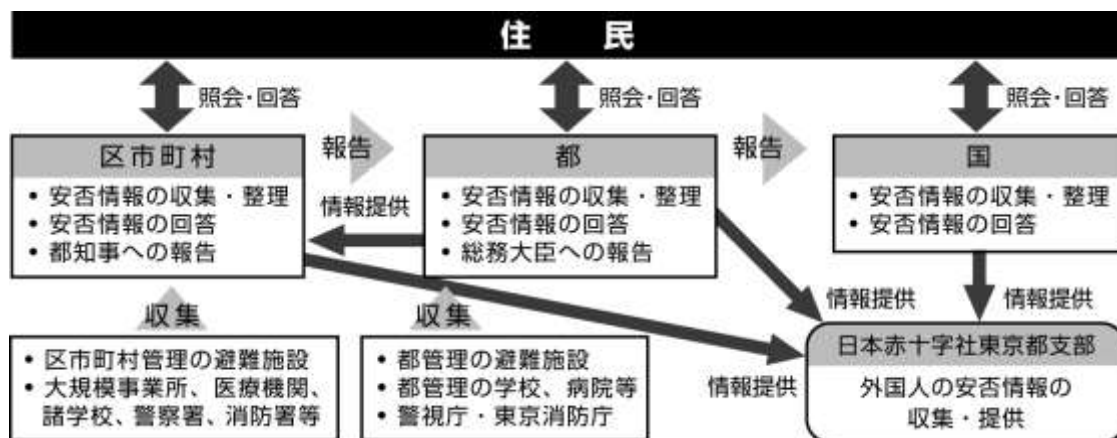 住 民
照会・回答
照会・回答
照会・回答
区市町村
• 安否情報の収集・整理
• 安否情報の回答
• 都知事への報告
報告
情報提供
都
• 安否情報の収集・整理
• 安否情報の回答
• 総務大臣への報告
報告
国
• 安否情報の収集・整理
• 安否情報の回答
情報提供
情報提供
収集
• 区市町村管理の避難施設
• 大規模事業所、医療機関、
諸学校、警察署、消防署等
収集
• 都管理の避難施設
• 都管理の学校、病院等
• 警視庁・東京消防庁
情報提供
日本赤十字社東京都支部
外国人の安否情報の
収集・提供